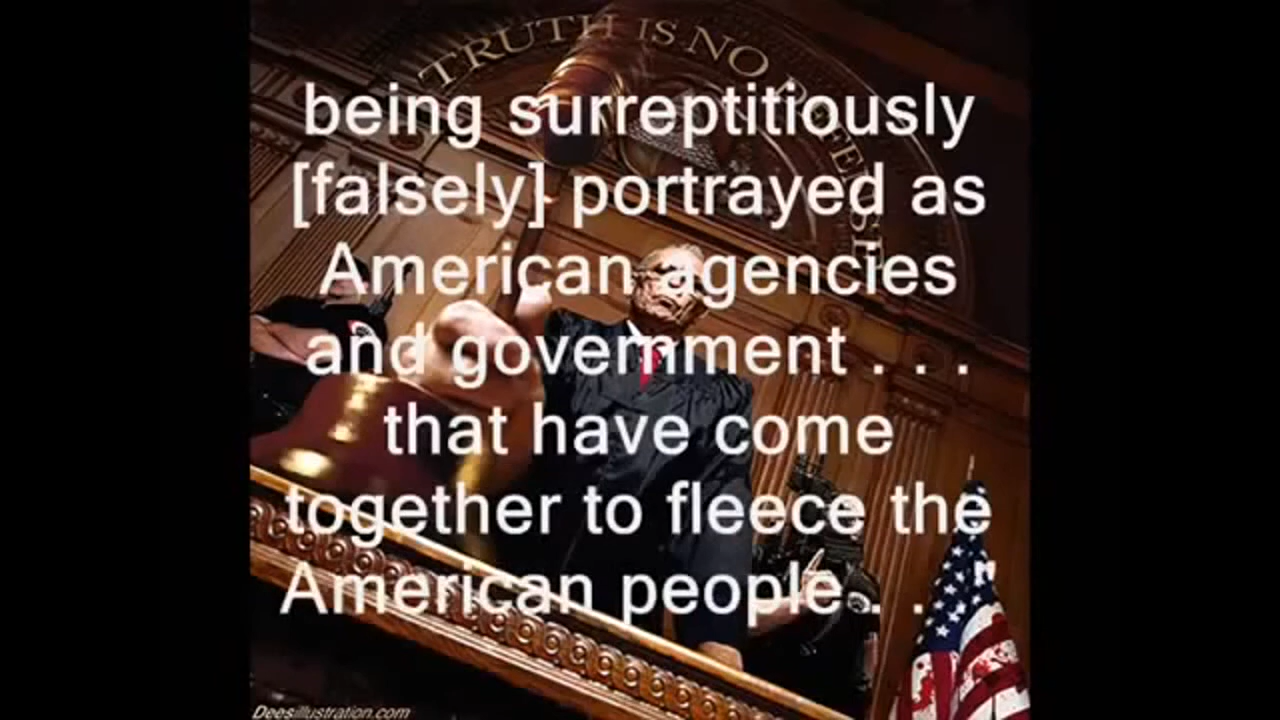 TRUTH IS NO DEFENSE
being surreptitiously
[falsely] portrayed as
American agencies
and government . . .
that have come
together to fleece the
American people . . .
Deesillustration.com